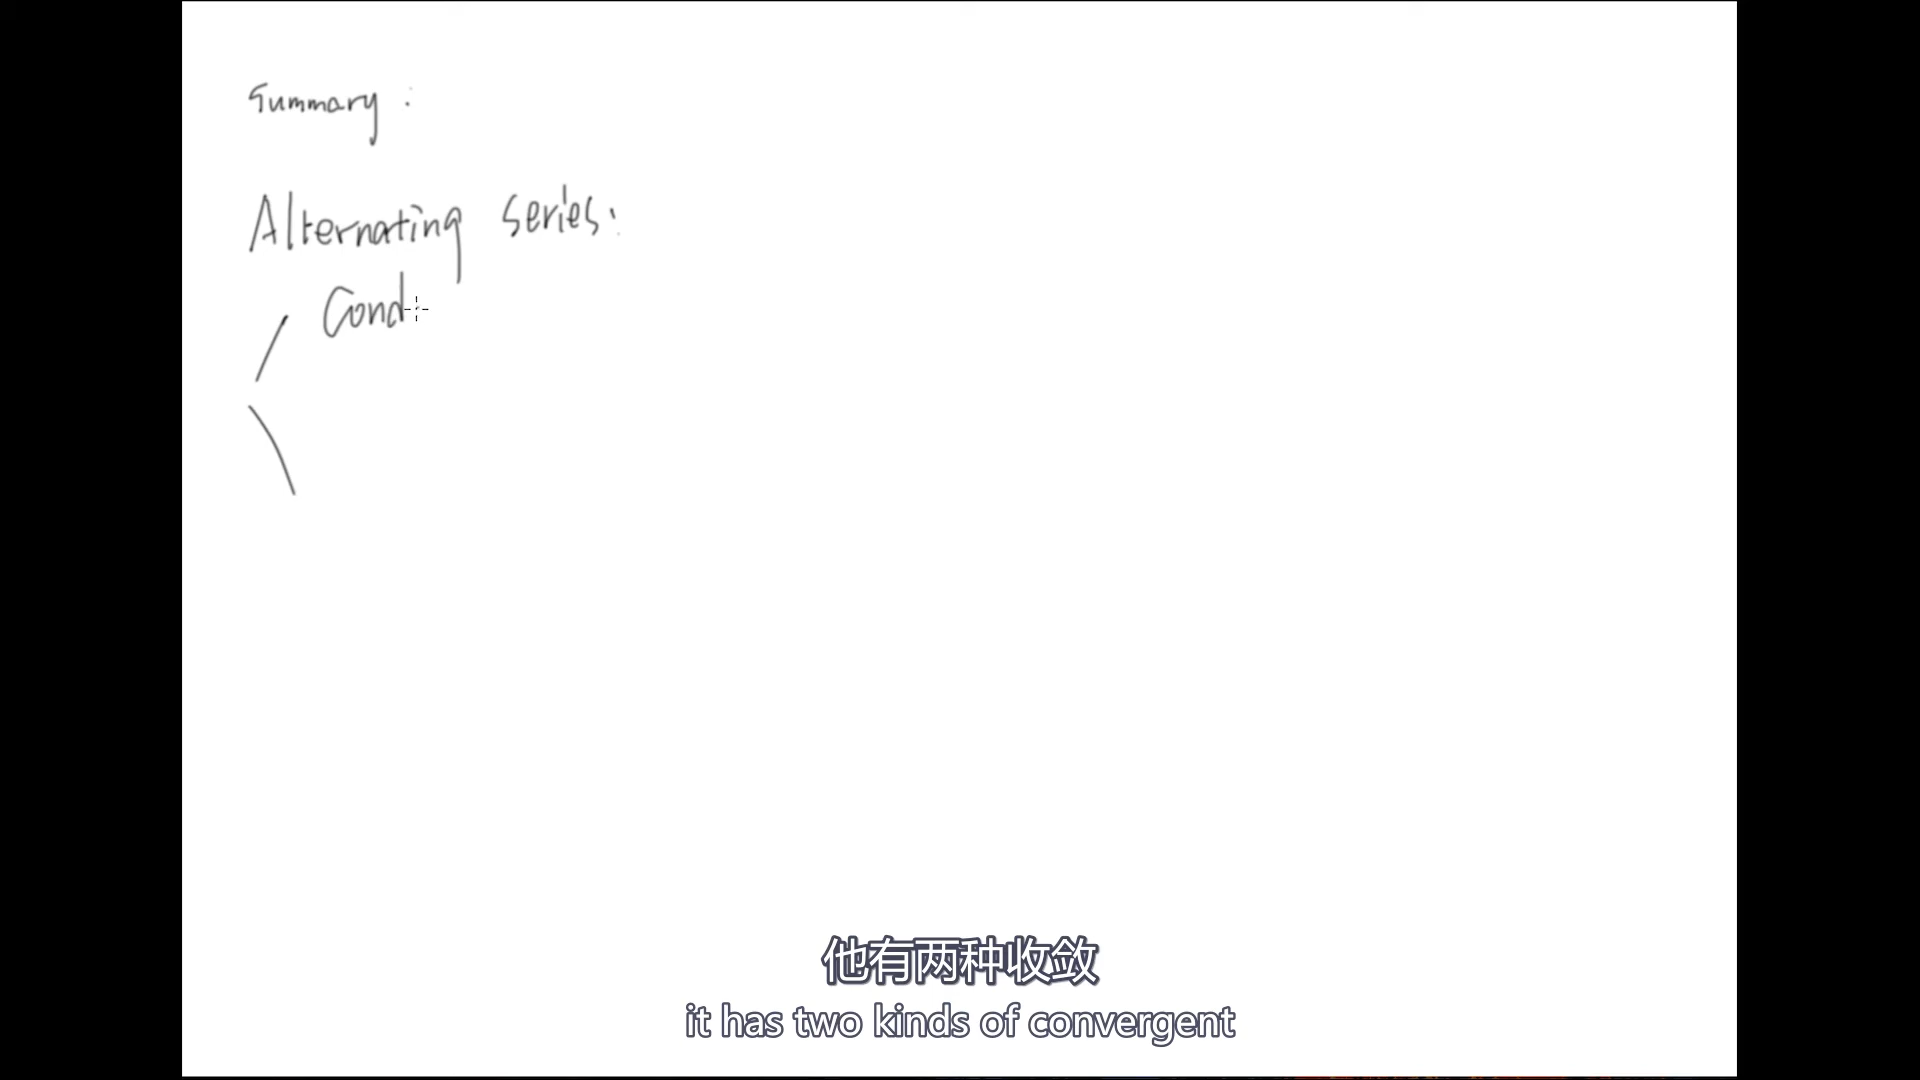 Summary :
Alternating series:
Cond
他有两种收敛
it has two kinds of convergent